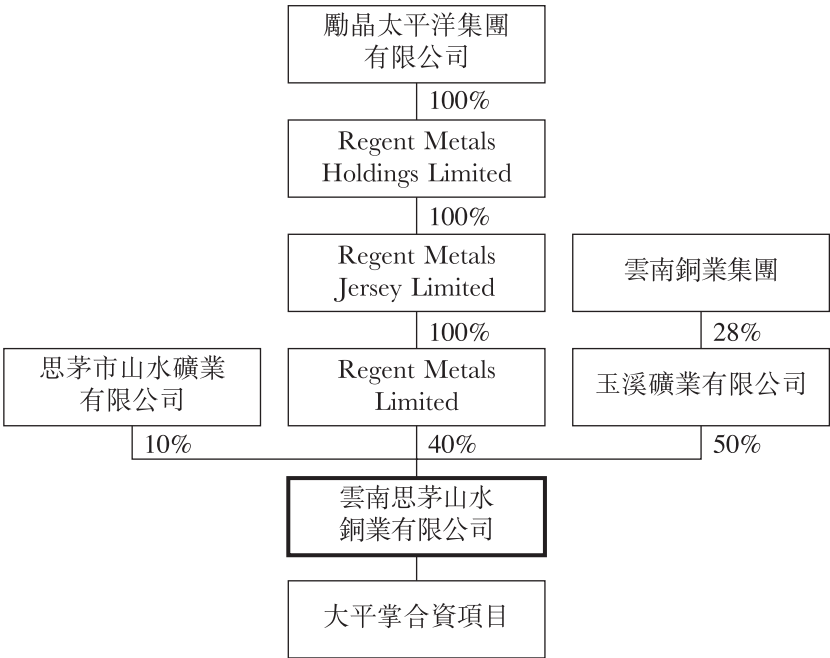 勵晶太平洋集團
有限公司
100%
Regent Metals
Holdings Limited
100%
Regent Metals
Jersey Limited
雲南銅業集團
100%
28%
思茅市山水礦業
有限公司
Regent Metals
Limited
玉溪礦業有限公司
10%
40%
50%
雲南思茅山水
銅業有限公司
大平掌合資項目